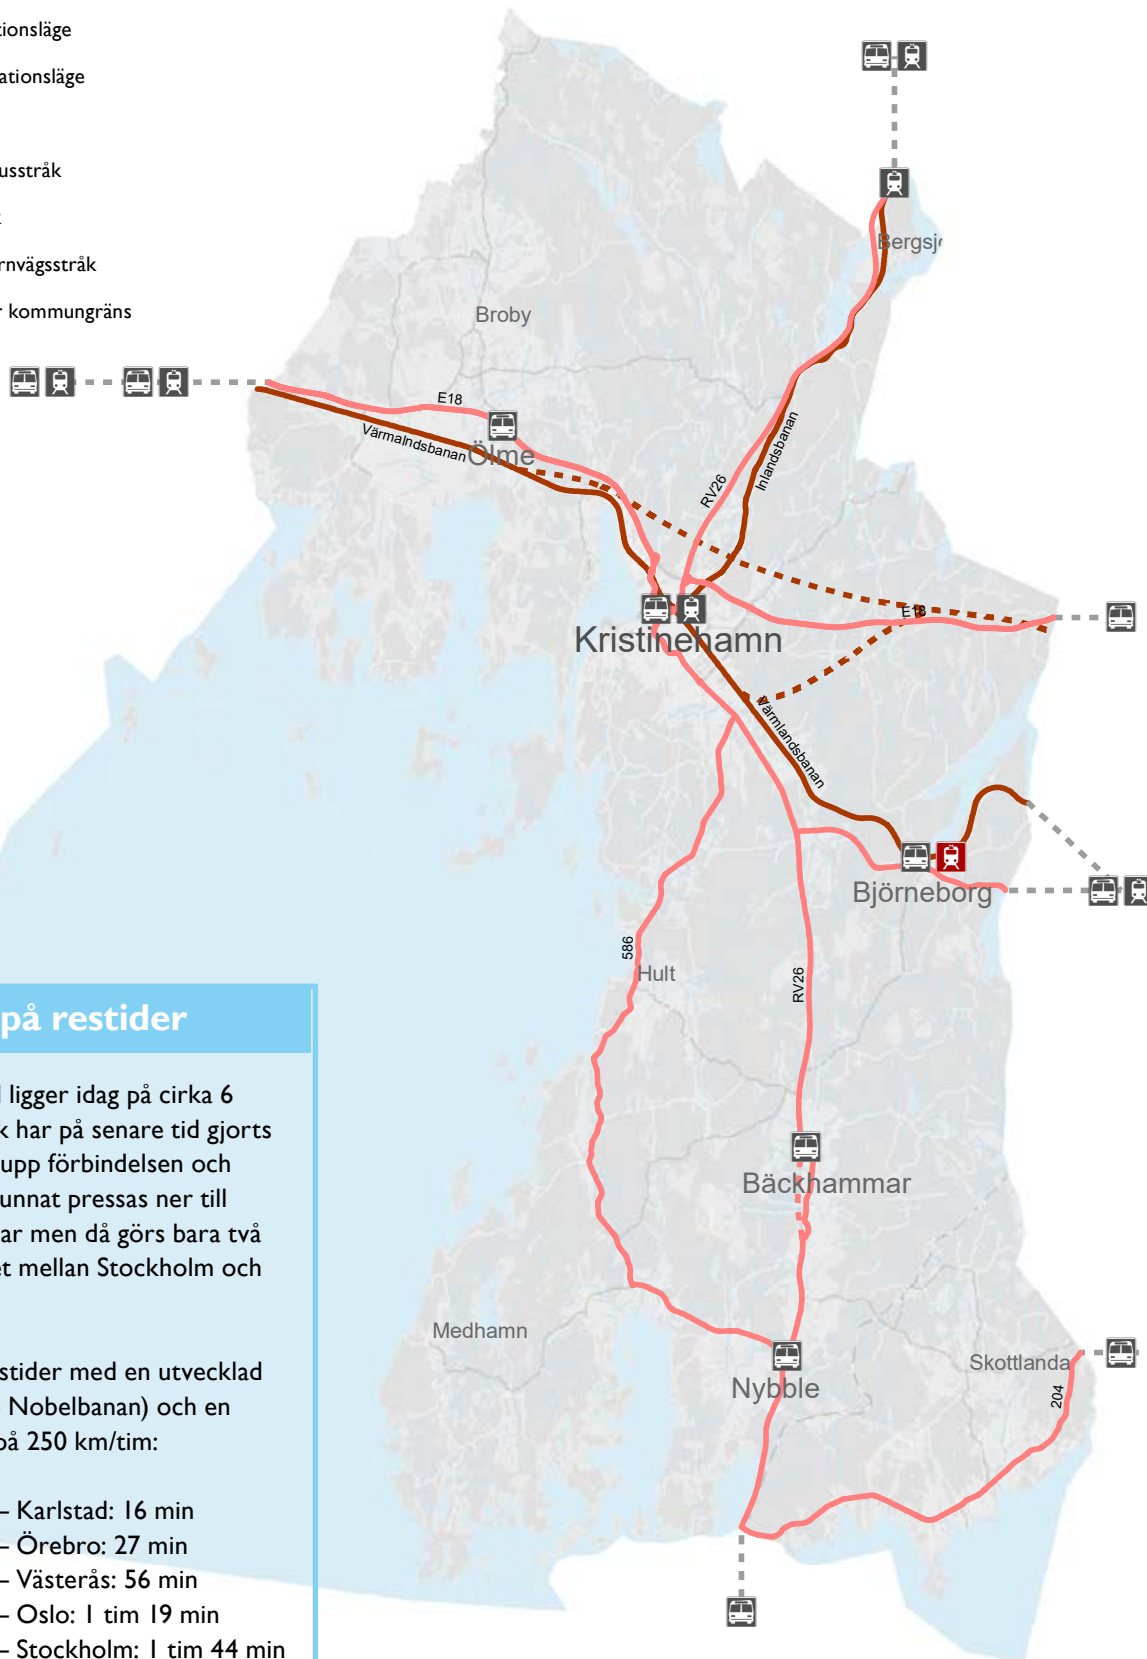 tionsläge
ationsläge
usstråk
rnvägsstråk
r kommungräns
Bergsj
Broby
E18
Värmalndsbanan
Ölme
RV26
Inlandsbanan
E18
Kristinehamn
Värmlandsbanan
Björneborg
586
Hult
RV26
på restider
l ligger idag på cirka 6
k har på senare tid gjorts
upp förbindelsen och
unnat pressas ner till
ar men då görs bara två
et mellan Stockholm och
Bäckhammar
Medhamn
Skottlanda
Nybble
204
estider med en utvecklad
Nobelbanan) och en
på 250 km/tim:
– Karlstad: 16 min
– Örebro: 27 min
– Västerås: 56 min
– Oslo: 1 tim 19 min
– Stockholm: 1 tim 44 min